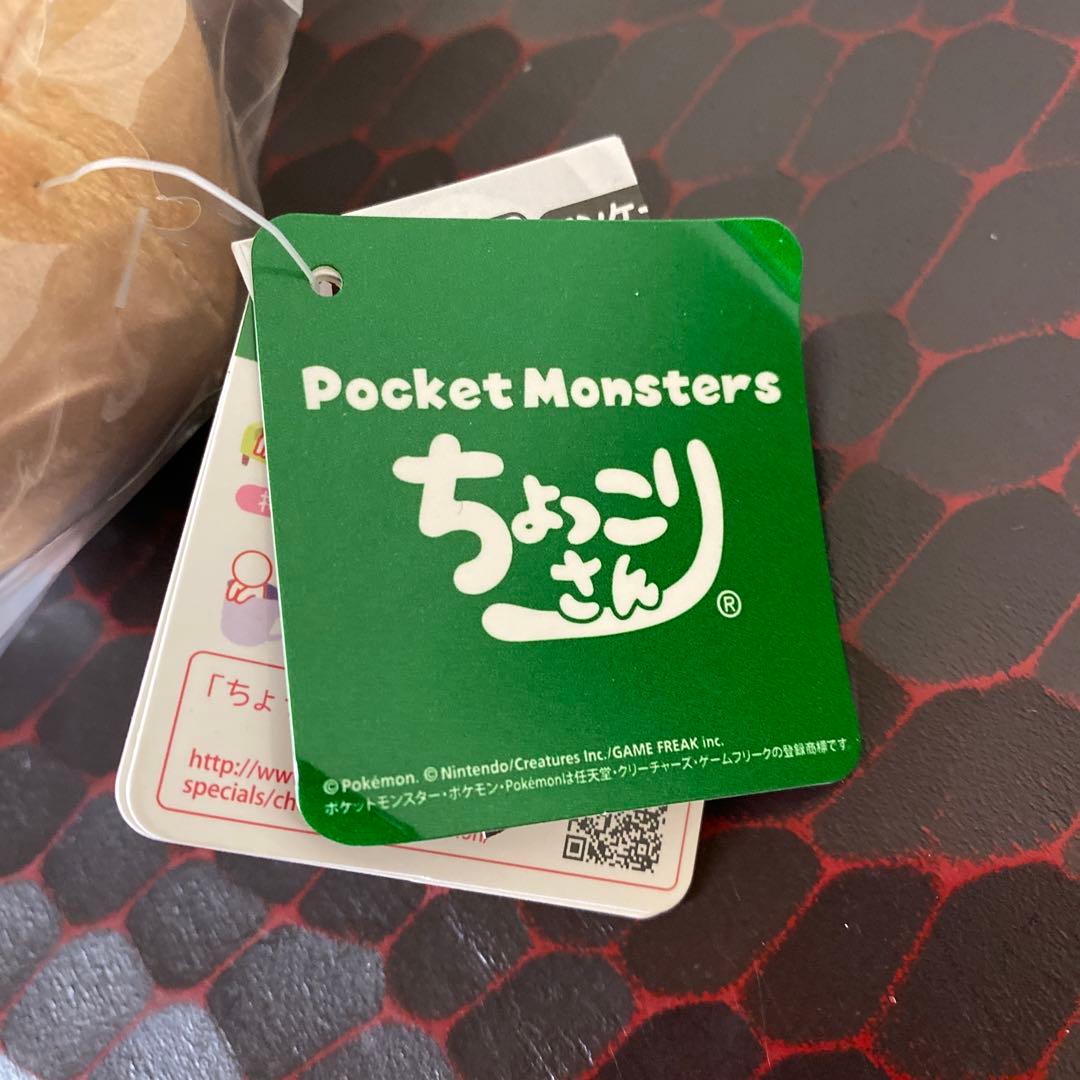 ンケー
Pocket Monsters
ちょっこり
さん
®
©Pokémon. ©Nintendo/Creatures Inc./GAME FREAK inc.
ポケットモンスター・ポケモン・Pokémonは任天堂・クリーチャーズ・ゲームフリークの登録商標です
「ちょ
http://ww
specials/ch